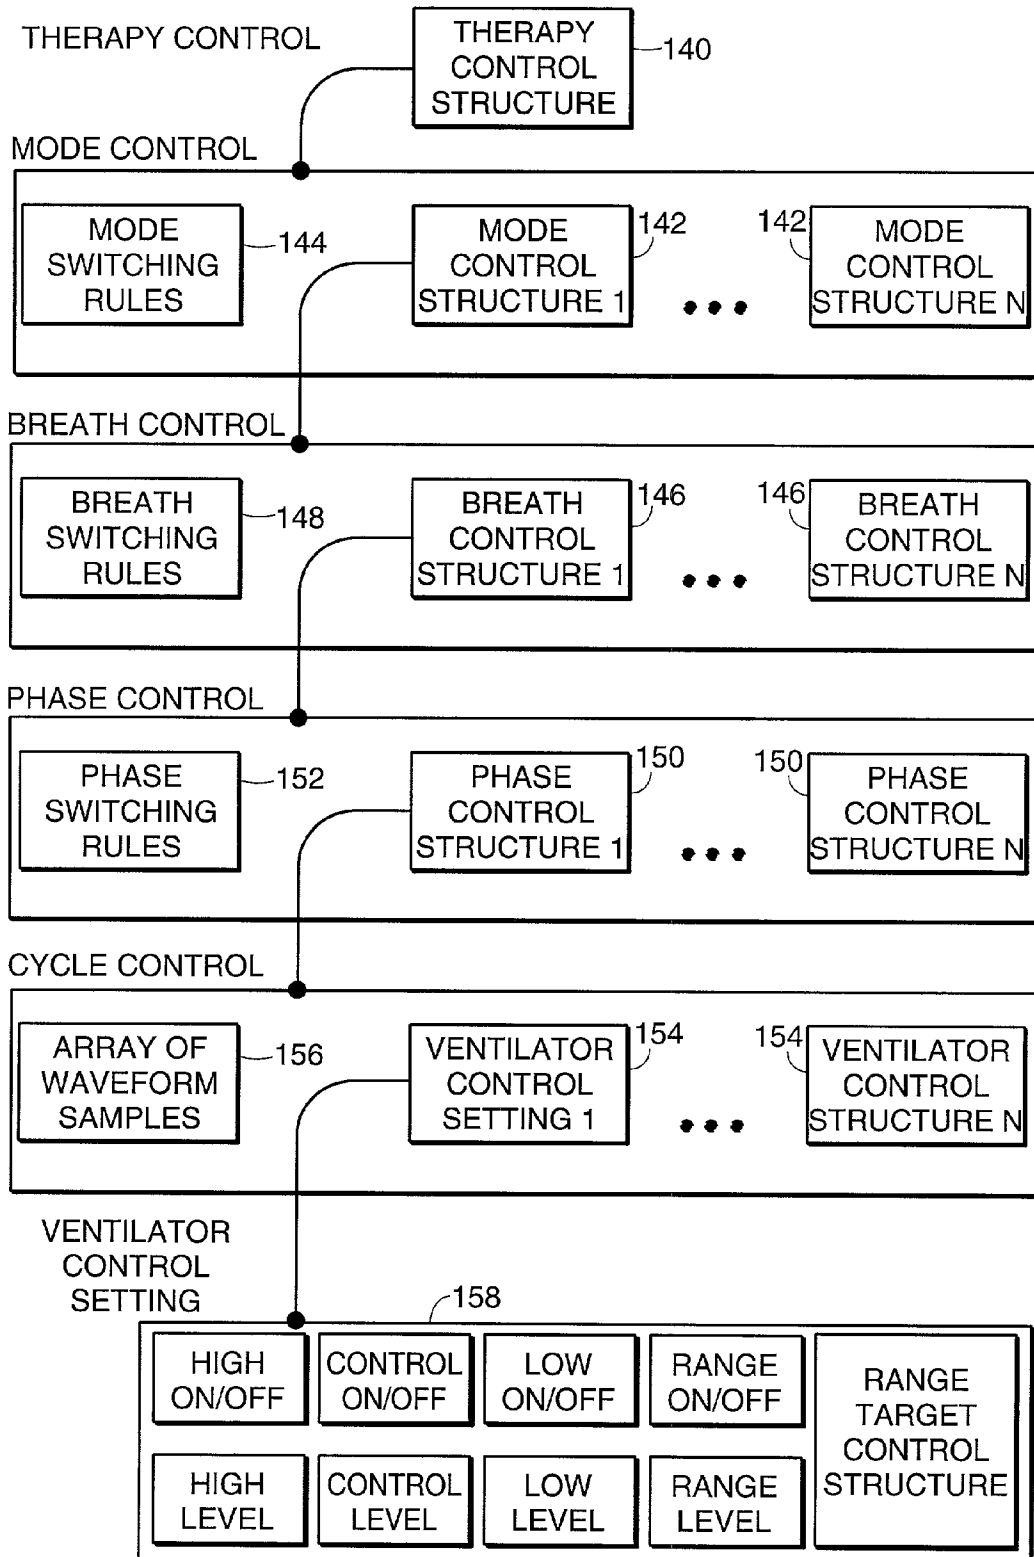 THERAPY CONTROL
THERAPY
CONTROL
STRUCTURE
140
MODE CONTROL
MODE
SWITCHING
RULES
144
MODE
CONTROL
STRUCTURE 1
142
142
MODE
CONTROL
STRUCTURE N
BREATH CONTROL
BREATH
SWITCHING
RULES
148
BREATH
CONTROL
STRUCTURE 1
146
146
BREATH
CONTROL
STRUCTURE N
PHASE CONTROL
PHASE
SWITCHING
RULES
152
PHASE
CONTROL
STRUCTURE 1
150
150
PHASE
CONTROL
STRUCTURE N
CYCLE CONTROL
ARRAY OF
WAVEFORM
SAMPLES
156
VENTILATOR
CONTROL
SETTING 1
154
154
VENTILATOR
CONTROL
STRUCTURE N
VENTILATOR
CONTROL
SETTING
158
HIGH
ON/OFF
CONTROL
ON/OFF
LOW
ON/OFF
RANGE
ON/OFF
RANGE
TARGET
CONTROL
STRUCTURE
HIGH
LEVEL
CONTROL
LEVEL
LOW
LEVEL
RANGE
LEVEL